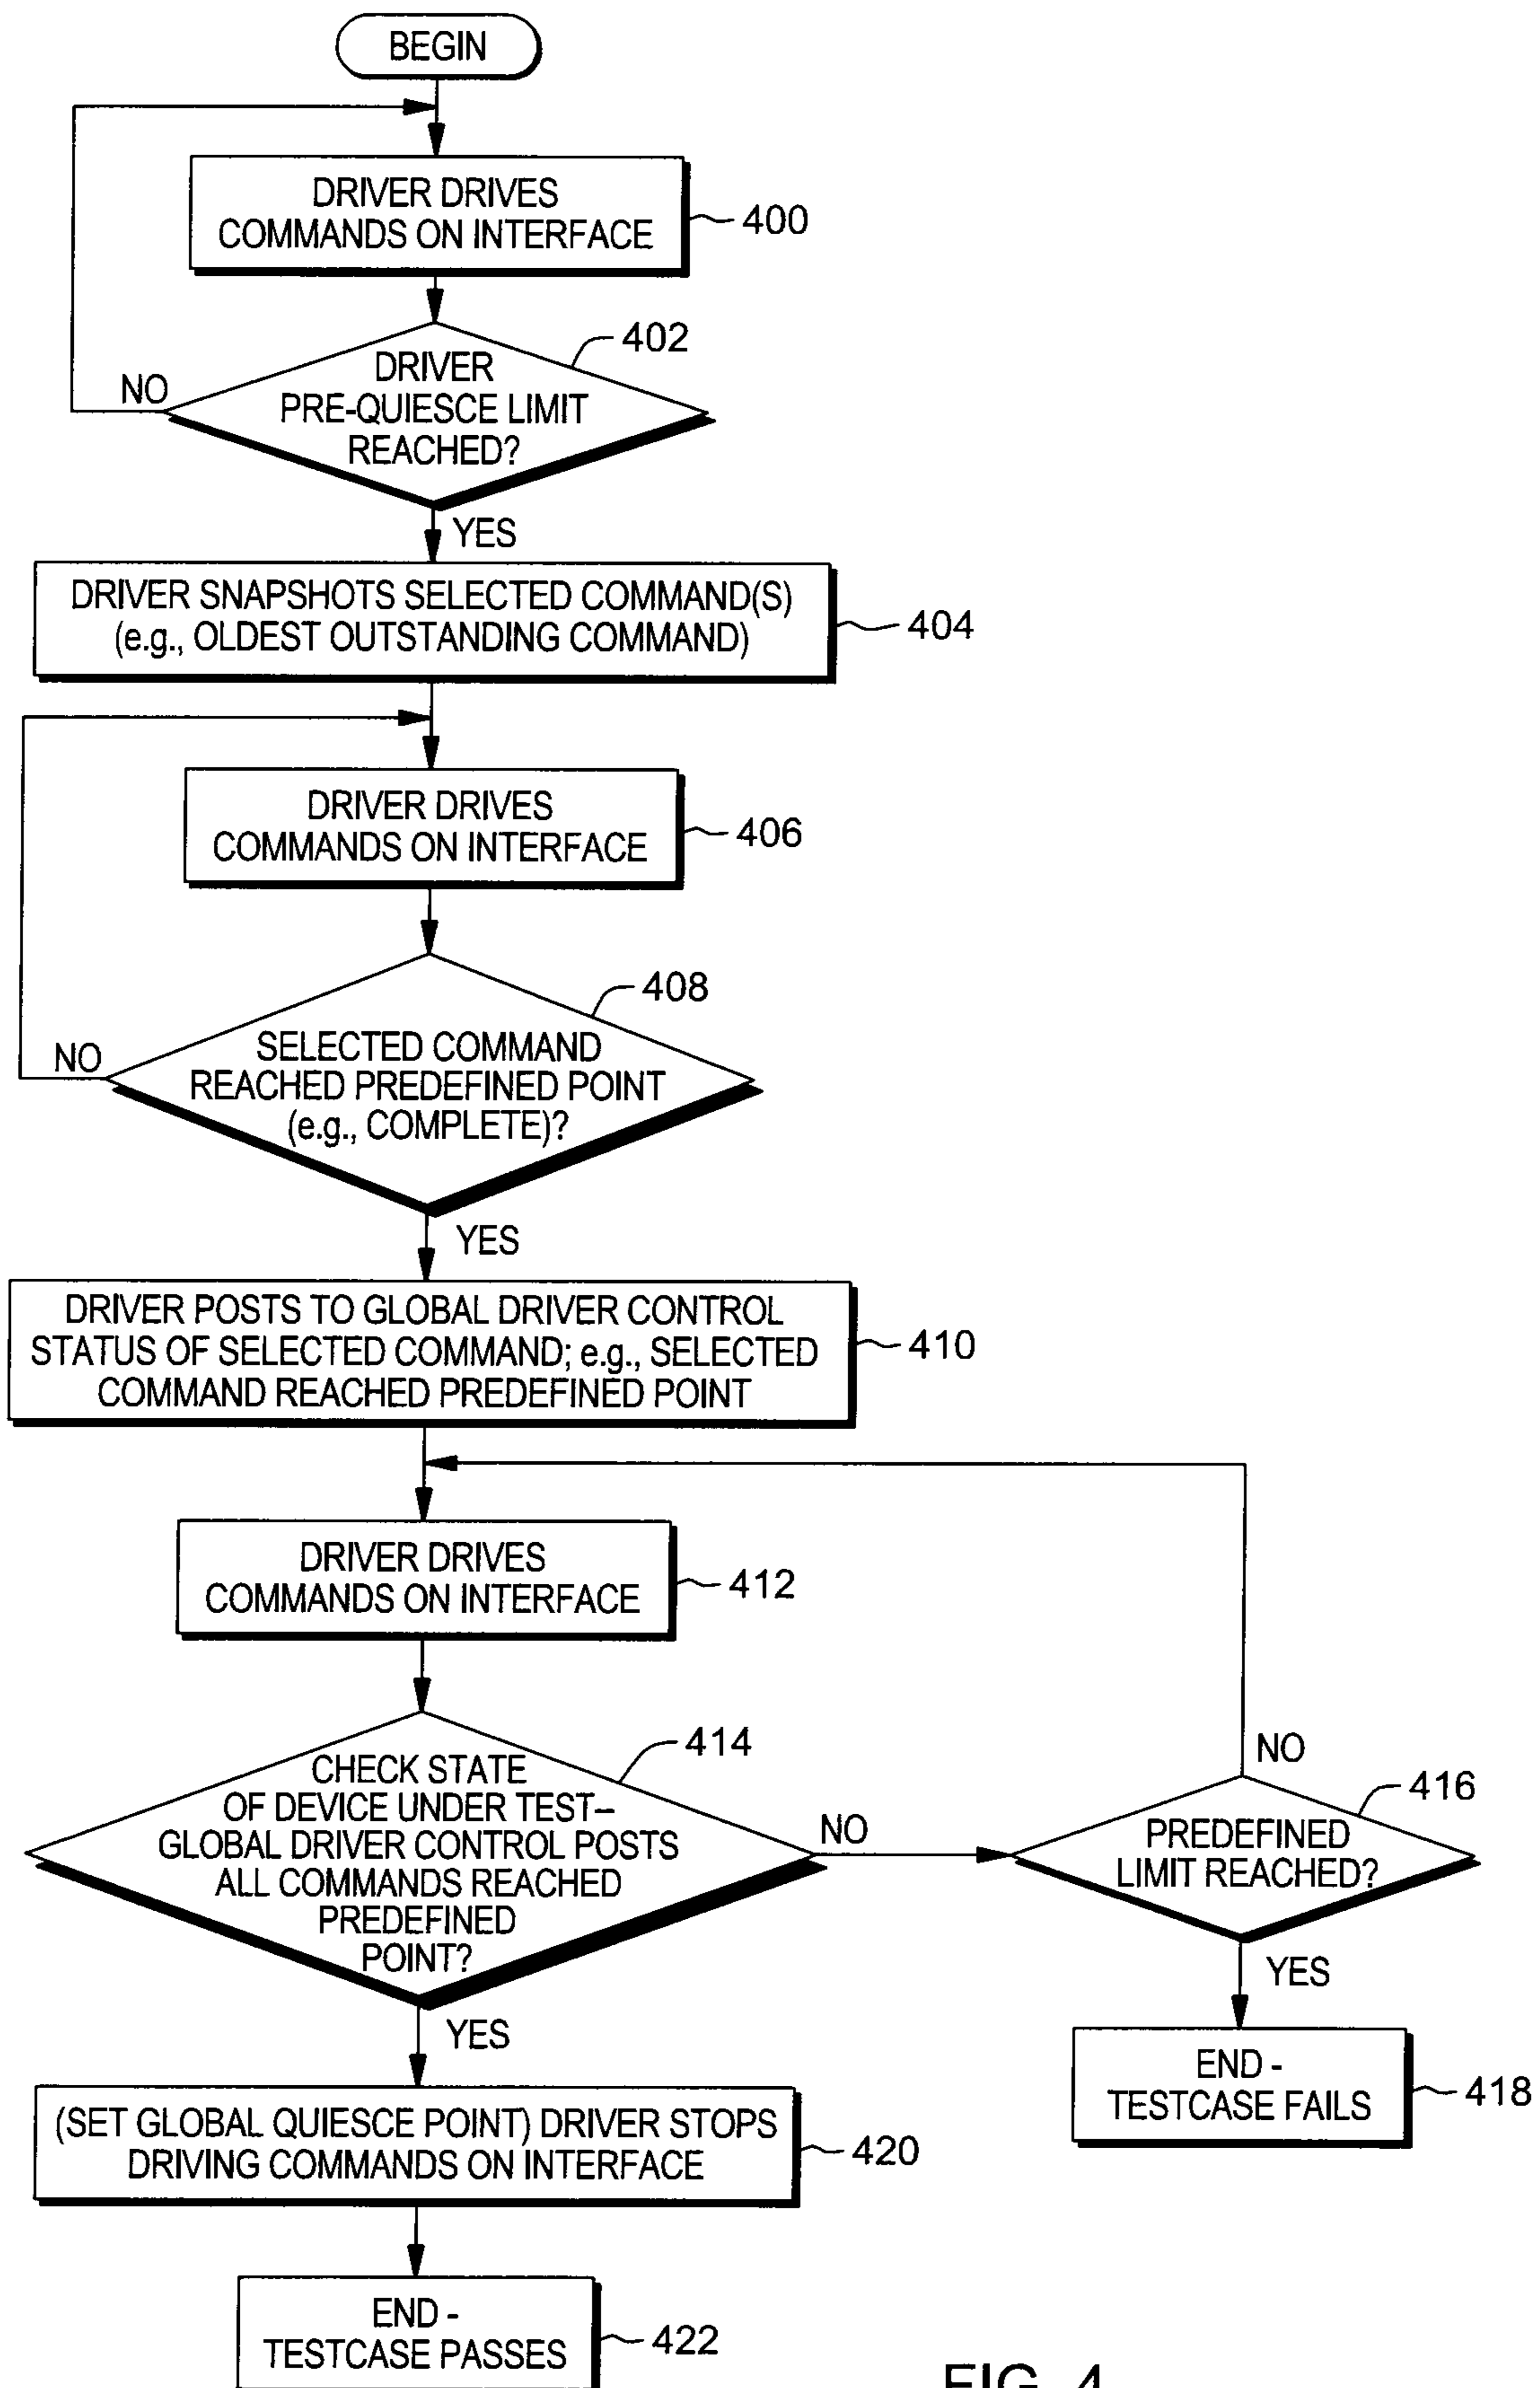 BEGIN
DRIVER DRIVES
COMMANDS ON INTERFACE
400
402
DRIVER
PRE-QUIESCE LIMIT
REACHED?
NO
YES
DRIVER SNAPSHOTS SELECTED COMMAND(S)
(e.g., OLDEST OUTSTANDING COMMAND)
404
DRIVER DRIVES
COMMANDS ON INTERFACE
406
408
SELECTED COMMAND
REACHED PREDEFINED POINT
(e.g., COMPLETE)?
NO
YES
DRIVER POSTS TO GLOBAL DRIVER CONTROL
STATUS OF SELECTED COMMAND; e.g., SELECTED
COMMAND REACHED PREDEFINED POINT
410
DRIVER DRIVES
COMMANDS ON INTERFACE
412
414
CHECK STATE
OF DEVICE UNDER TEST–
GLOBAL DRIVER CONTROL POSTS
ALL COMMANDS REACHED
PREDEFINED
POINT?
NO
YES
NO
416
PREDEFINED
LIMIT REACHED?
YES
END -
TESTCASE FAILS
418
(SET GLOBAL QUIESCE POINT) DRIVER STOPS
DRIVING COMMANDS ON INTERFACE
420
END -
TESTCASE PASSES
422
FIG. 4